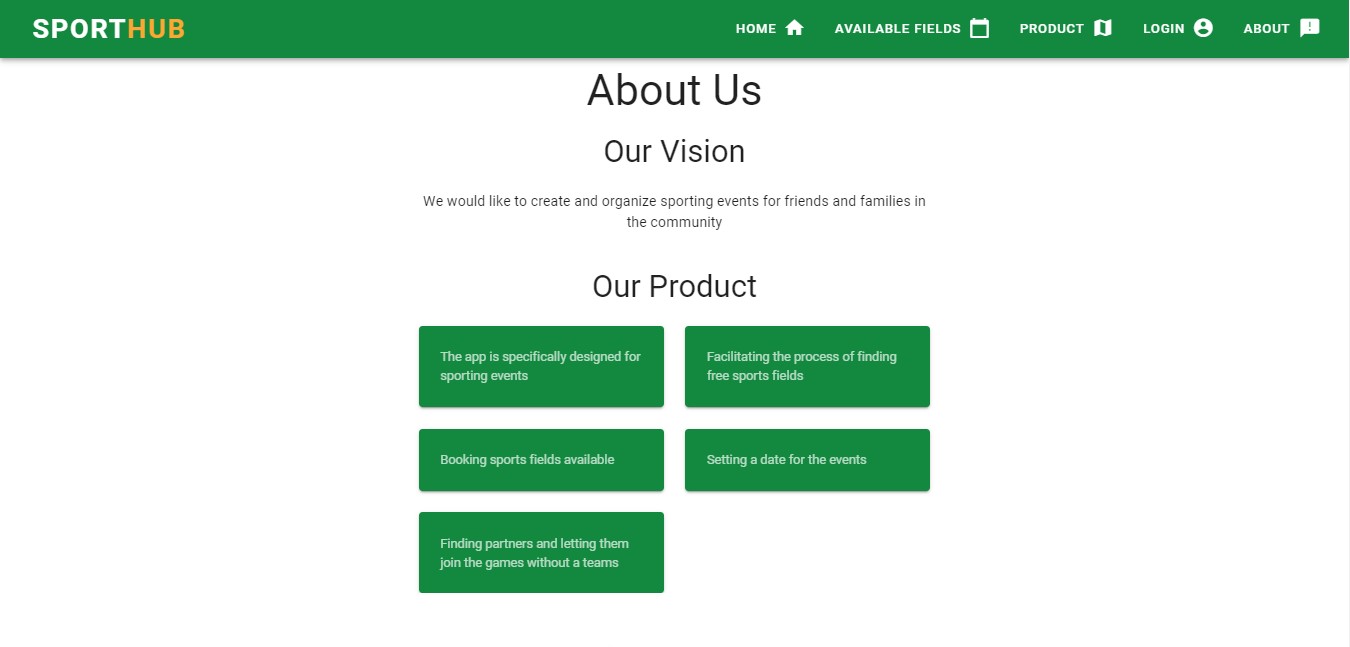 SPORTHUB
HOME
AVAILABLE FIELDS
PRODUCT
LOGIN
ABOUT
About Us
Our Vision
We would like to create and organize sporting events for friends and families in
the community
Our Product
The app is specifically designed for
sporting events
Facilitating the process of finding
free sports fields
Booking sports fields available
Setting a date for the events
Finding partners and letting them
join the games without a teams